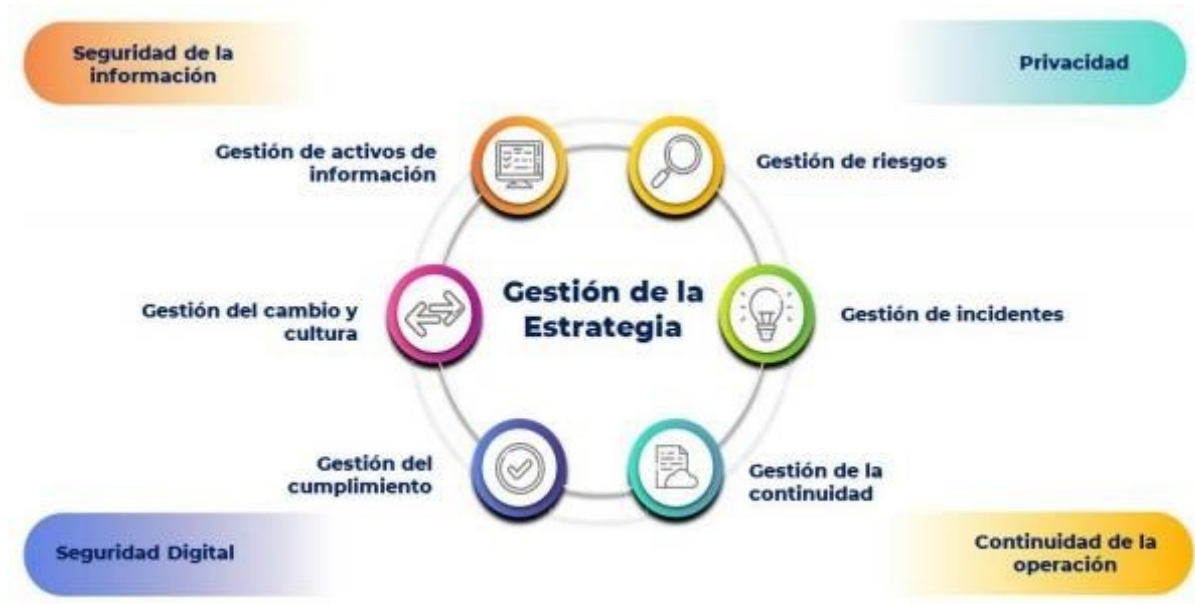 Seguridad de la
información
Privacidad
Gestión de activos de
información
Gestión de riesgos
Gestión de la
Estrategia
Gestión del cambio y
cultura
Gestión de incidentes
Gestión del
cumplimiento
Gestión de la
continuidad
Seguridad Digital
Continuidad de la
operación